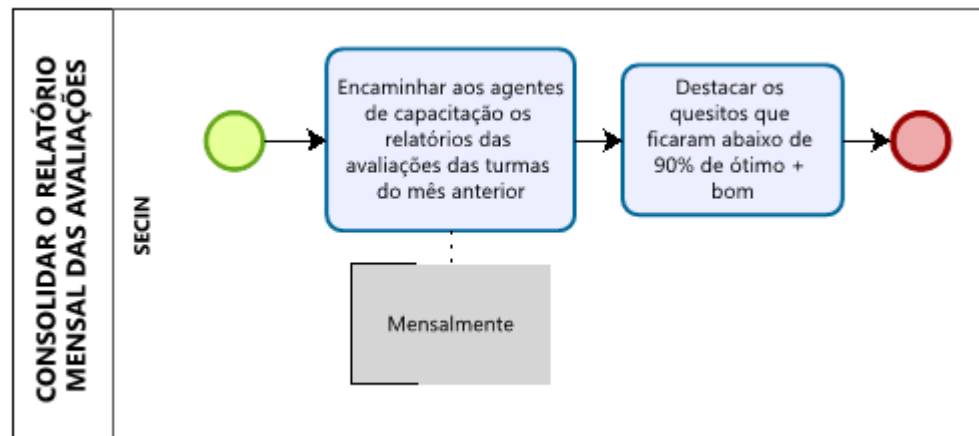 CONSOLIDAR O RELATÓRIO
MENSAL DAS AVALIAÇÕES
SECIN
Encaminhar aos agentes
de capacitação os
relatórios das
avaliações das turmas
do mês anterior
Destacar os
quesitos que
ficaram abaixo de
90% de ótimo +
bom
Mensalmente